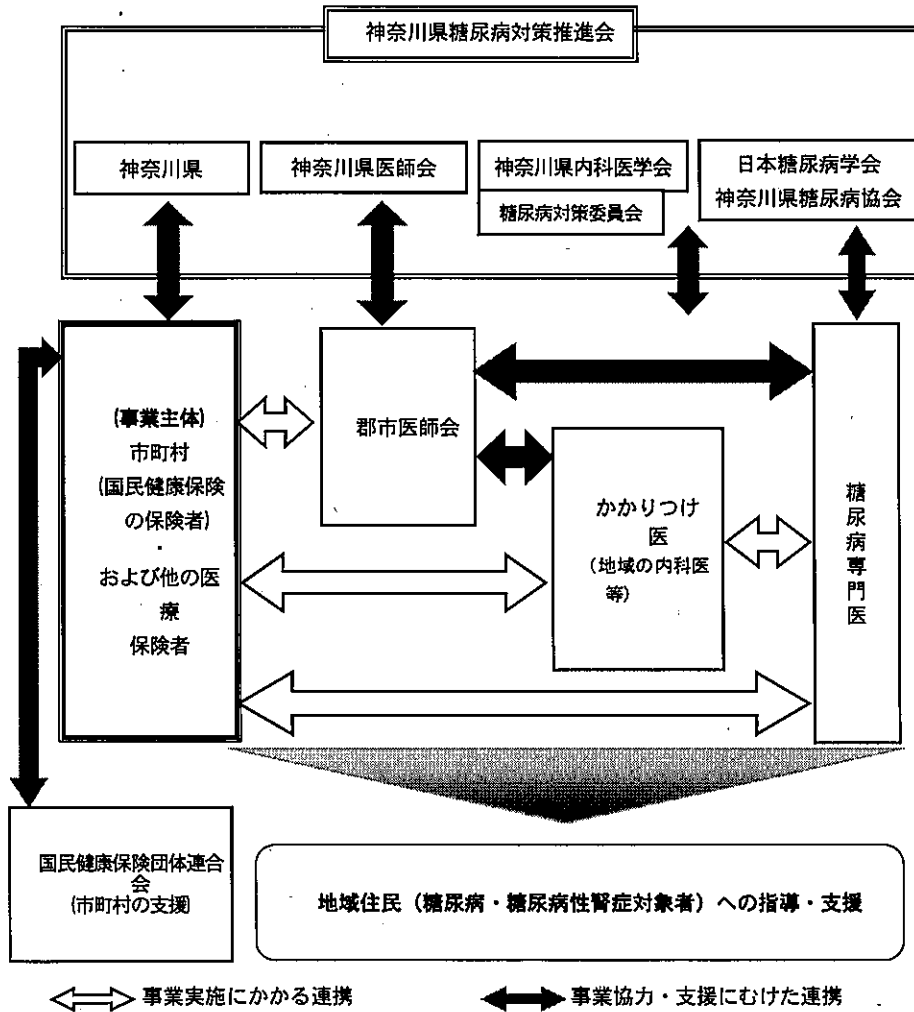 神奈川県糖尿病対策推進会
神奈川県
神奈川県医師会
神奈川県内科医学会
糖尿病対策委員会
日本糖尿病学会
神奈川県糖尿病協会
(事業主体)
市町村
(国民健康保険
の保険者)
・
および他の医
療
保険者
郡市医師会
かかりつけ
医
(地域の内科医
等)
糖尿病専門医
国民健康保険団体連合
会
(市町村の支援)
地域住民(糖尿病・糖尿病性腎症対象者)への指導・支援
事業実施にかかる連携
事業協力・支援にむけた連携